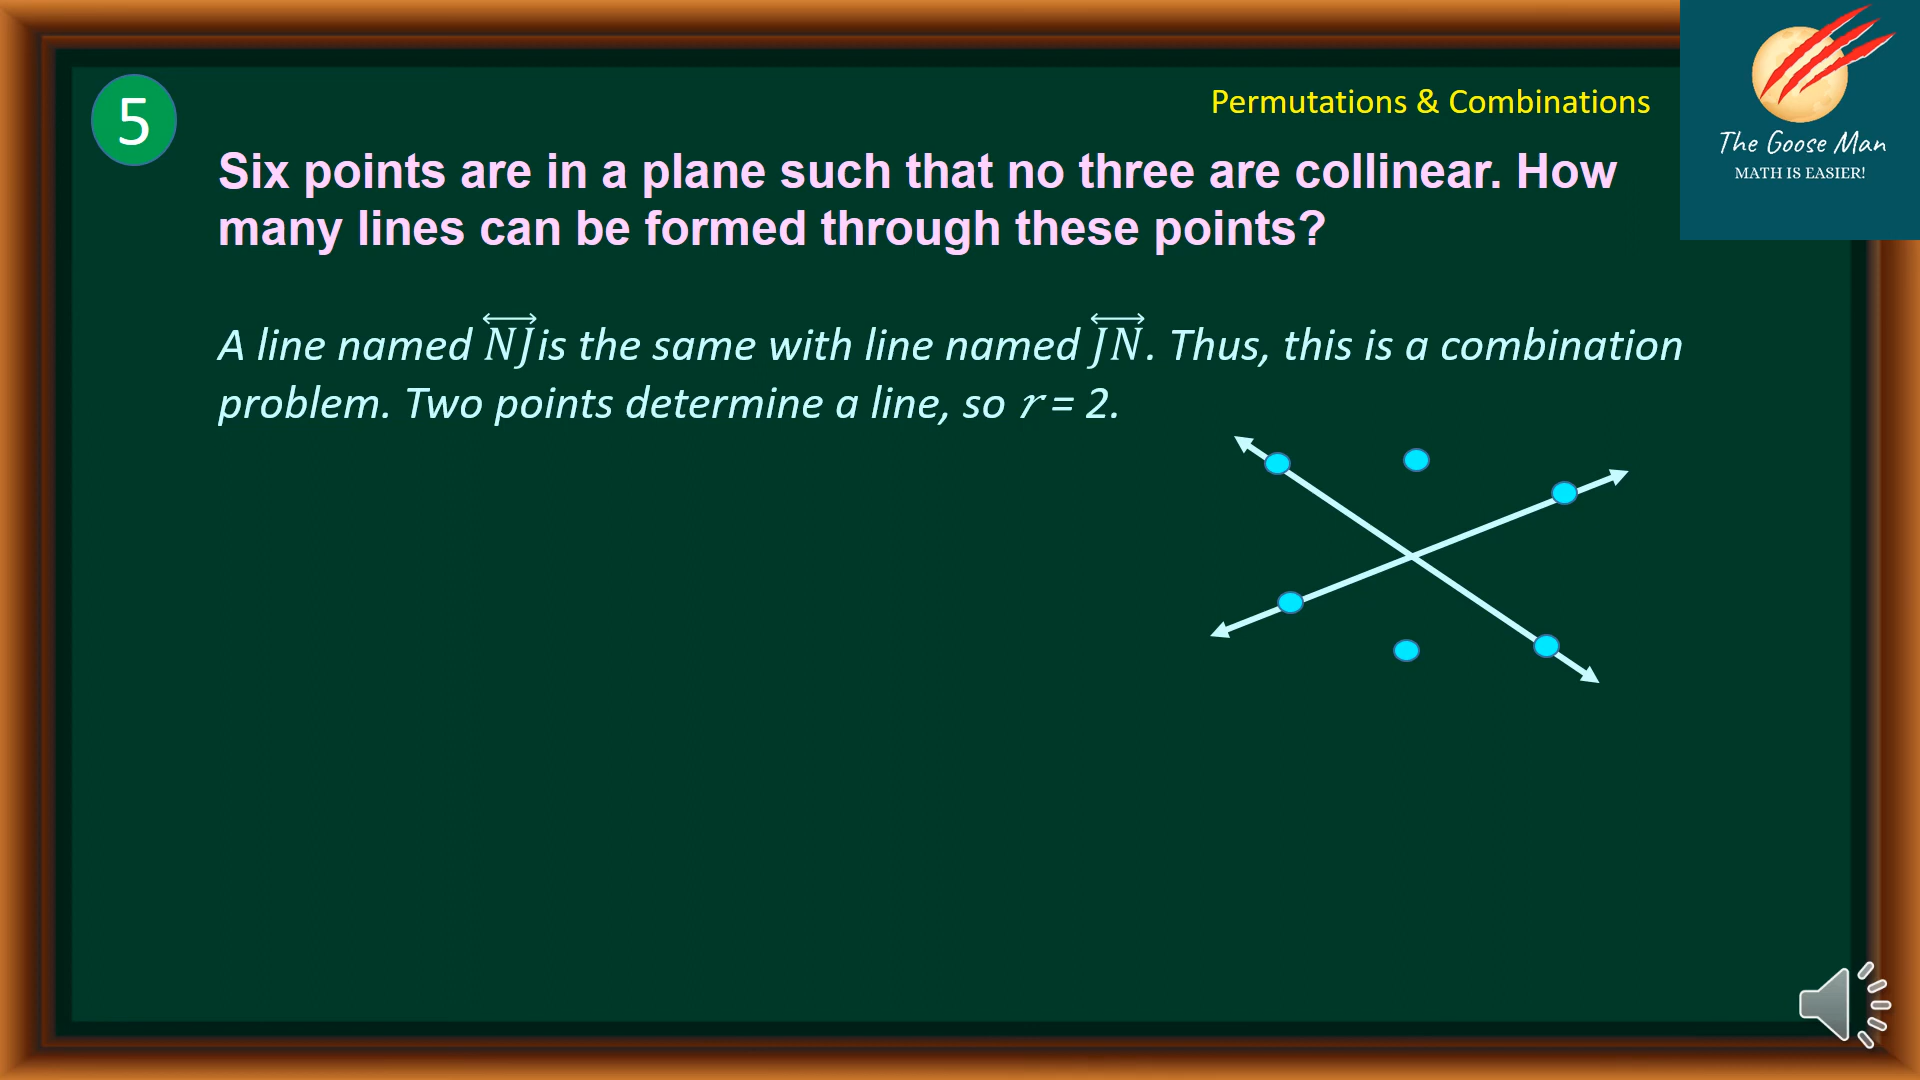 5
Permutations & Combinations
The Goose Man
MATH IS EASIER!
Six points are in a plane such that no three are collinear. How
many lines can be formed through these points?
A line named NJ is the same with line named JN. Thus, this is a combination
problem. Two points determine a line, so r = 2.